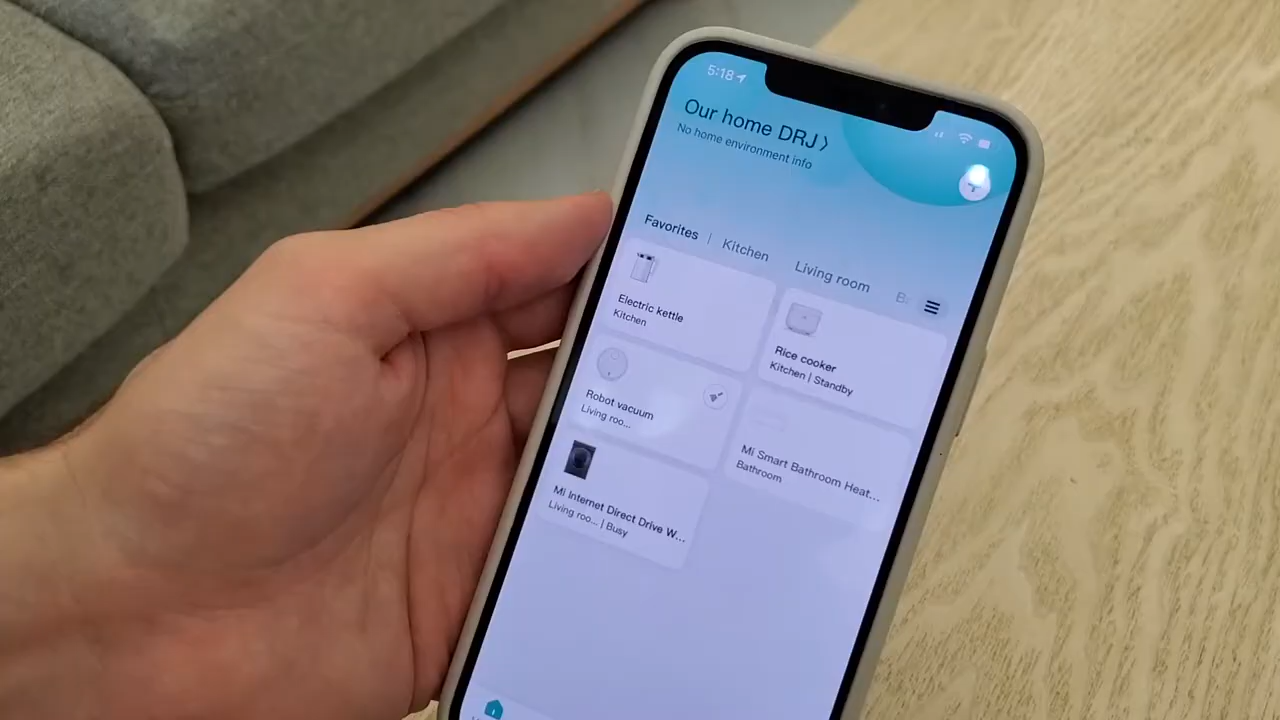 5:18
Our home DRJ
No home environment info
Favorites | Kitchen Living room
Electric kettle
Kitchen
Rice cooker
Kitchen | Standby
Robot vacuum
Living roo...
Mi Smart Bathroom Heat...
Bathroom
Mi Internet Direct Drive W...
Living roo... | Busy